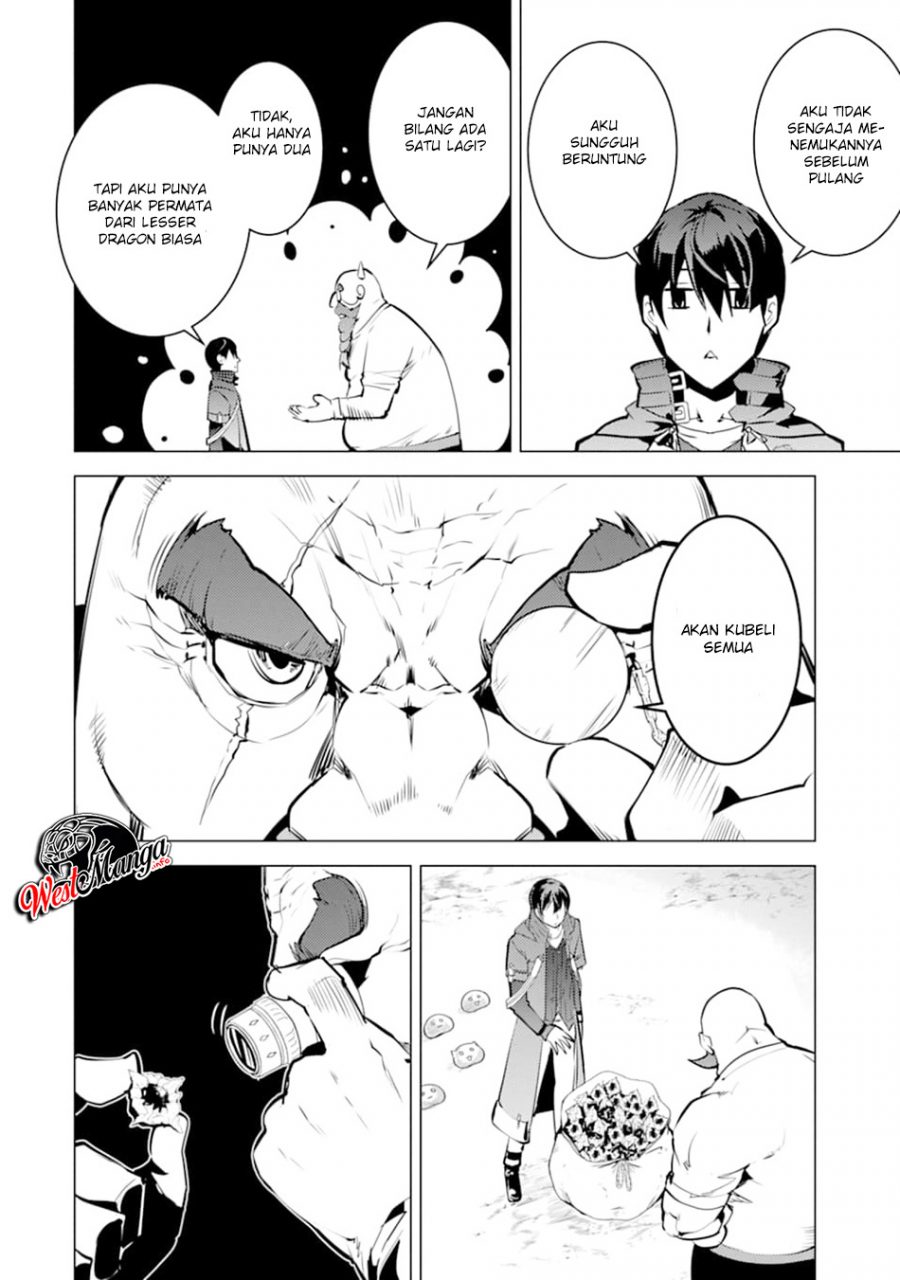 AKU TIDAK
SENGAJA ME-
NEMUKANNYA
SEBELUM
PULANG
AKU
SUNGGUH
BERUNTUNG
JANGAN
BILANG ADA
SATU LAGI?
TIDAK,
AKU HANYA
PUNYA DUA
TAPI AKU PUNYA
BANYAK PERMATA
DARI LESSER
DRAGON BIASA
AKAN KUBELI
SEMUA
WestManga
.info